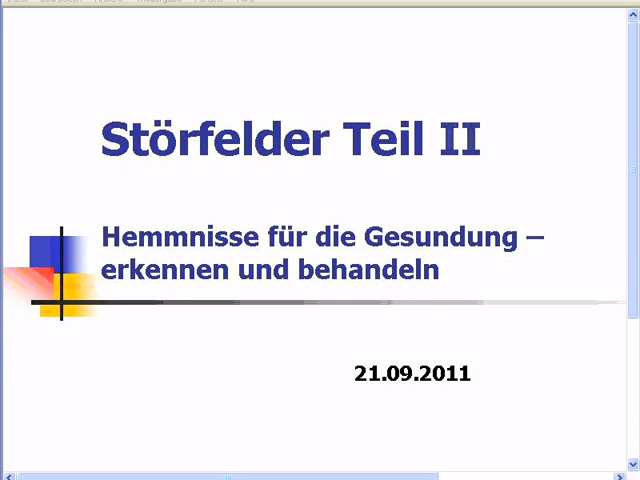 Störfelder Teil II
Hemmnisse für die Gesundung –
erkennen und behandeln
21.09.2011